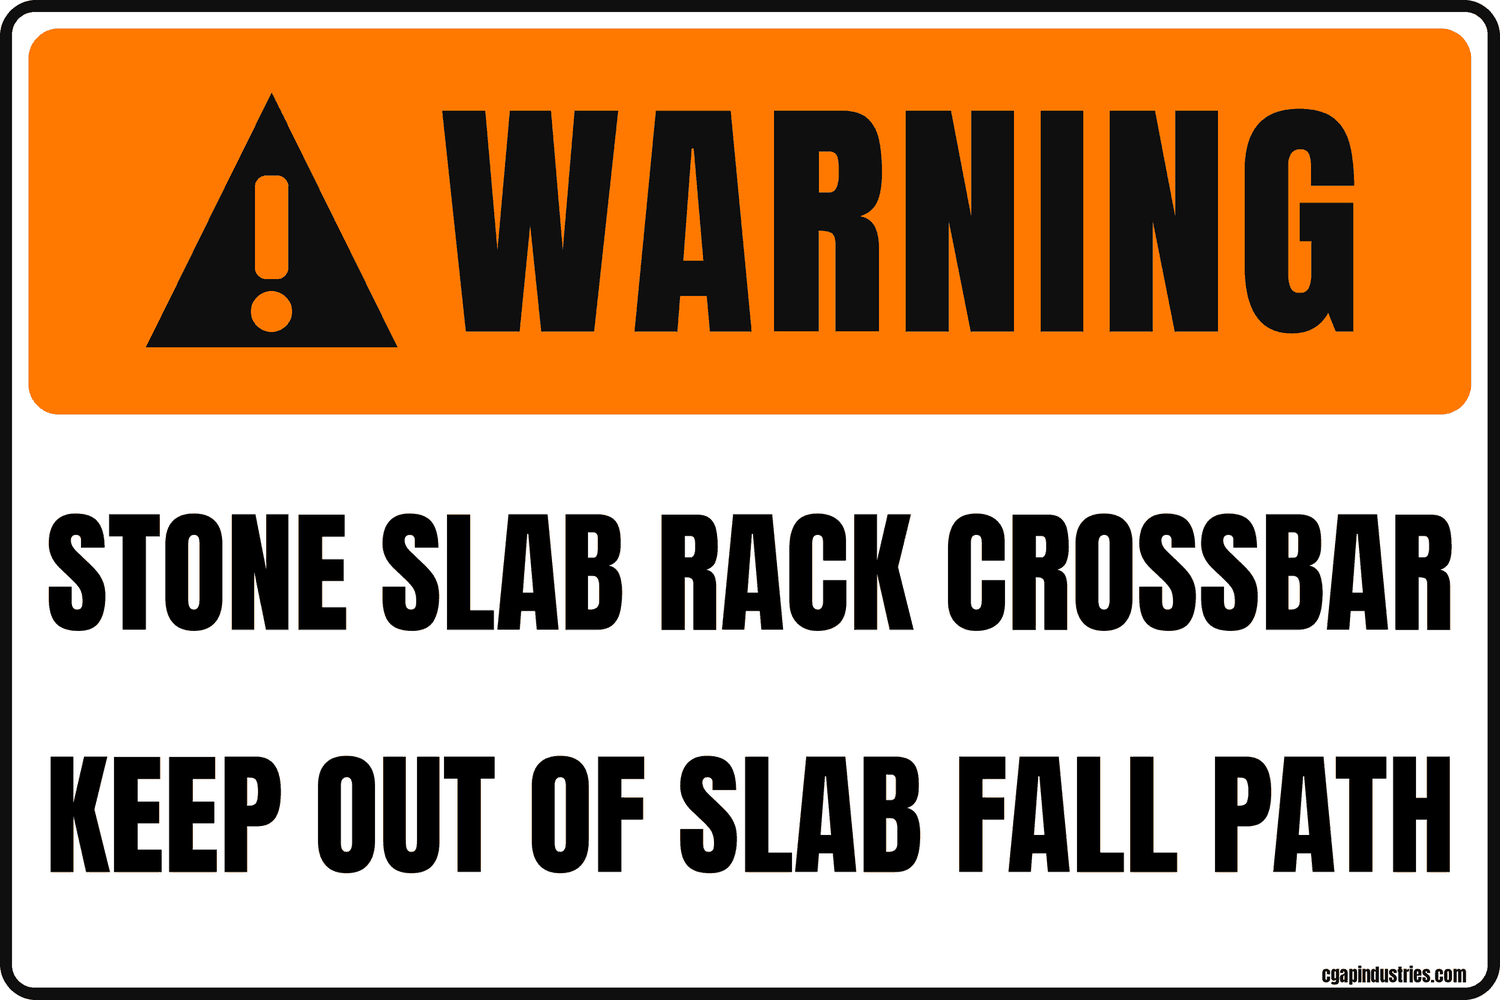 WARNING
STONE SLAB RACK CROSSBAR
KEEP OUT OF SLAB FALL PATH
cgapindustries.com